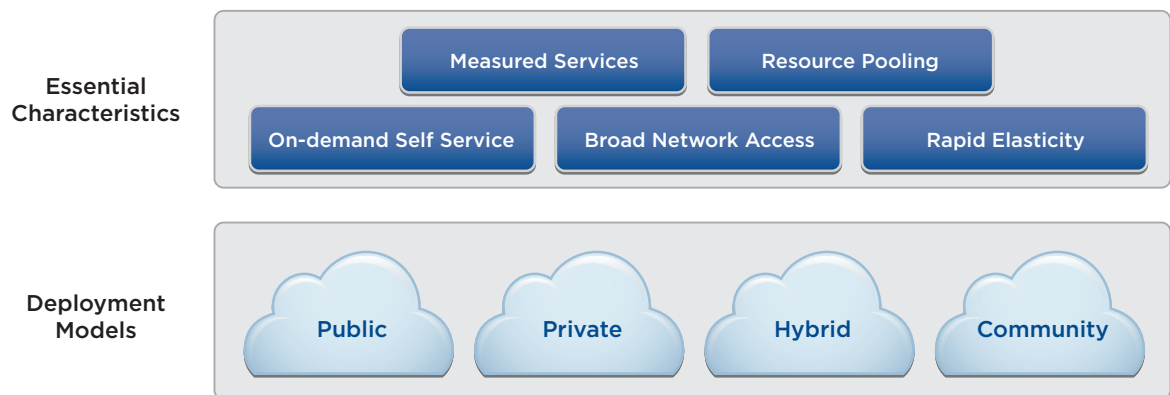 Essential
Characteristics
Measured Services
Resource Pooling
On-demand Self Service
Broad Network Access
Rapid Elasticity
Deployment
Models
Public
Private
Hybrid
Community